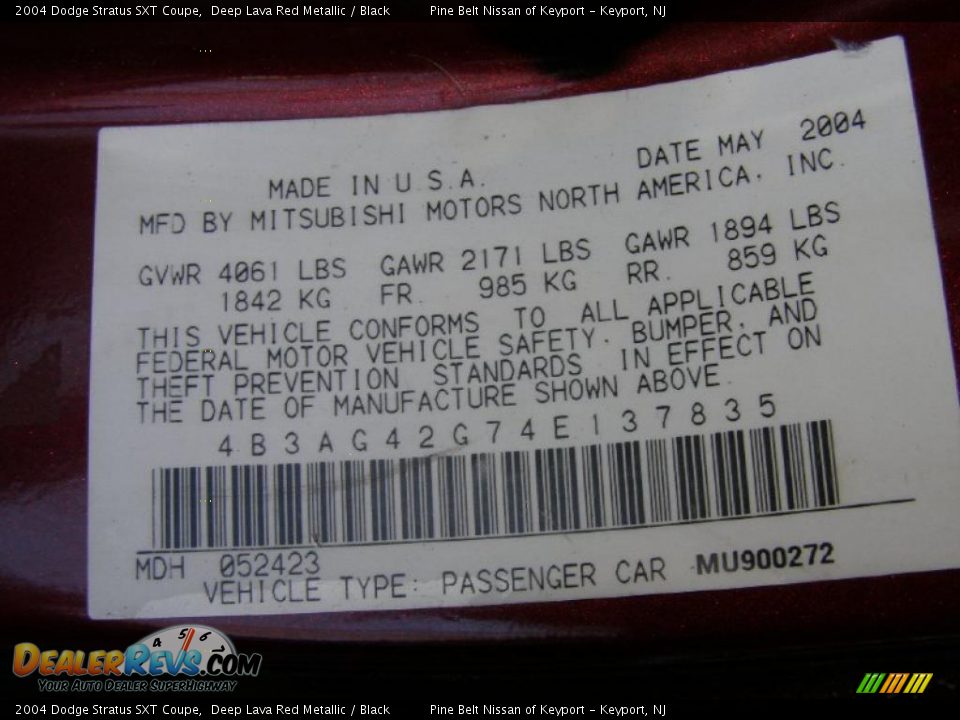 2004 Dodge Stratus SXT Coupe, Deep Lava Red Metallic / Black Pine Belt Nissan of Keyport - Keyport, NJ
DATE MAY 2004
MADE IN U.S.A.
MFD BY MITSUBISHI MOTORS NORTH AMERICA, INC.
GVWR 4061 LBS GAWR 2171 LBS GAWR 1894 LBS
1842 KG FR. 985 KG RR. 859 KG
THIS VEHICLE CONFORMS TO ALL APPLICABLE
FEDERAL MOTOR VEHICLE SAFETY, BUMPER, AND
THEFT PREVENTION STANDARDS IN EFFECT ON
THE DATE OF MANUFACTURE SHOWN ABOVE.
4B3AG42G74E137835
MDH 052423
VEHICLE TYPE: PASSENGER CAR MU900272
4 5 6
DEALERREVS.COM
YOUR AUTO DEALER SUPERHIGHWAY
2004 Dodge Stratus SXT Coupe, Deep Lava Red Metallic / Black Pine Belt Nissan of Keyport - Keyport, NJ